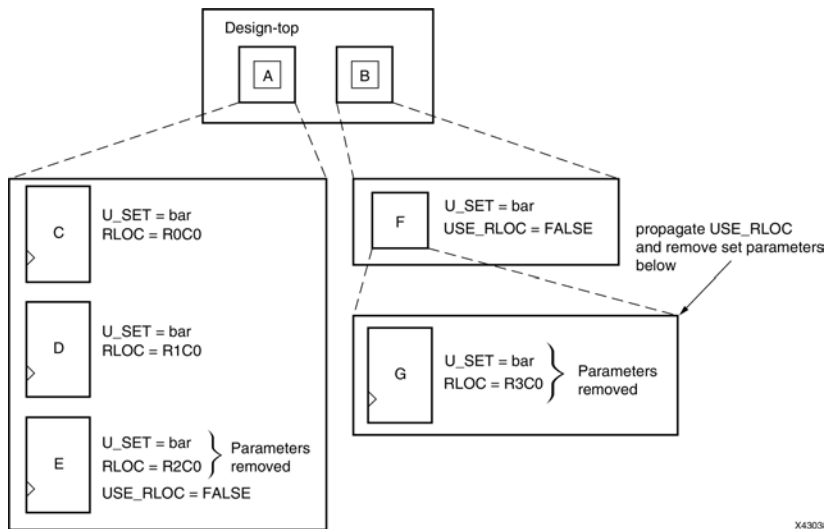 Design-top
A
B
C
U_SET = bar
RLOC = R0C0
D
U_SET = bar
RLOC = R1C0
E
U_SET = bar
RLOC = R2C0
Parameters
removed
USE_RLOC = FALSE
F
U_SET = bar
USE_RLOC = FALSE
propagate USE_RLOC
and remove set parameters
below
G
U_SET = bar
RLOC = R3C0
Parameters
removed